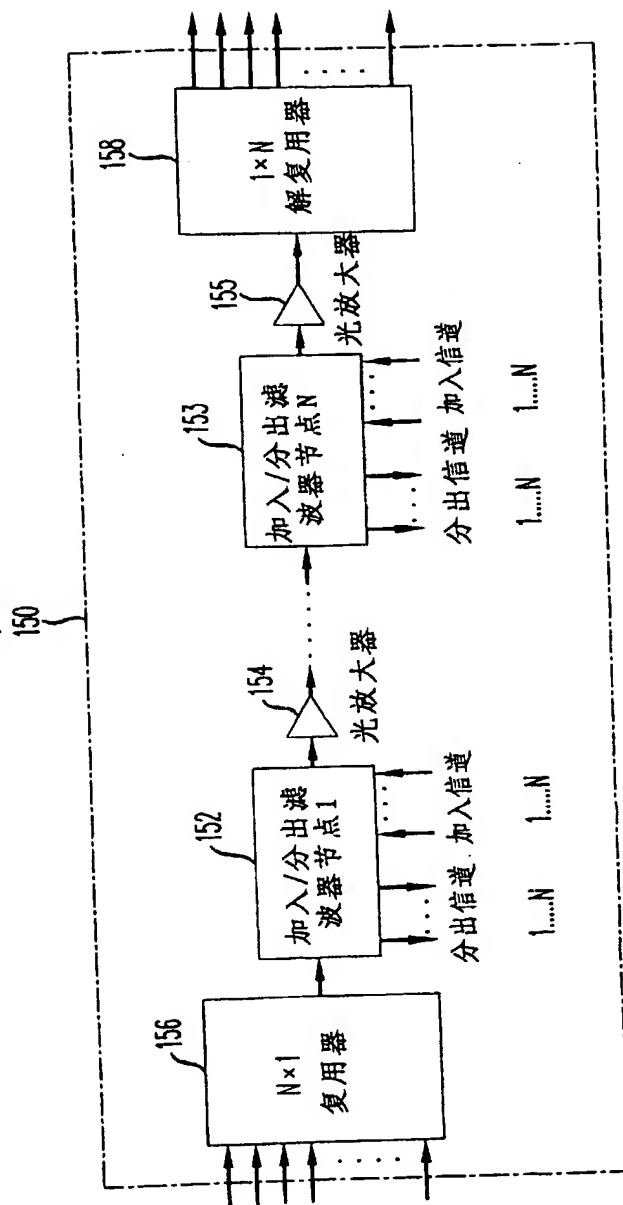 150
156
N×1
复用器
152
加入/分出滤
波器节点1
分出信道
加入信道
1.....N
1.....N
154
光放大器
153
加入/分出滤
波器节点N
分出信道
加入信道
1.....N
1.....N
155
光放大器
158
1×N
解复用器